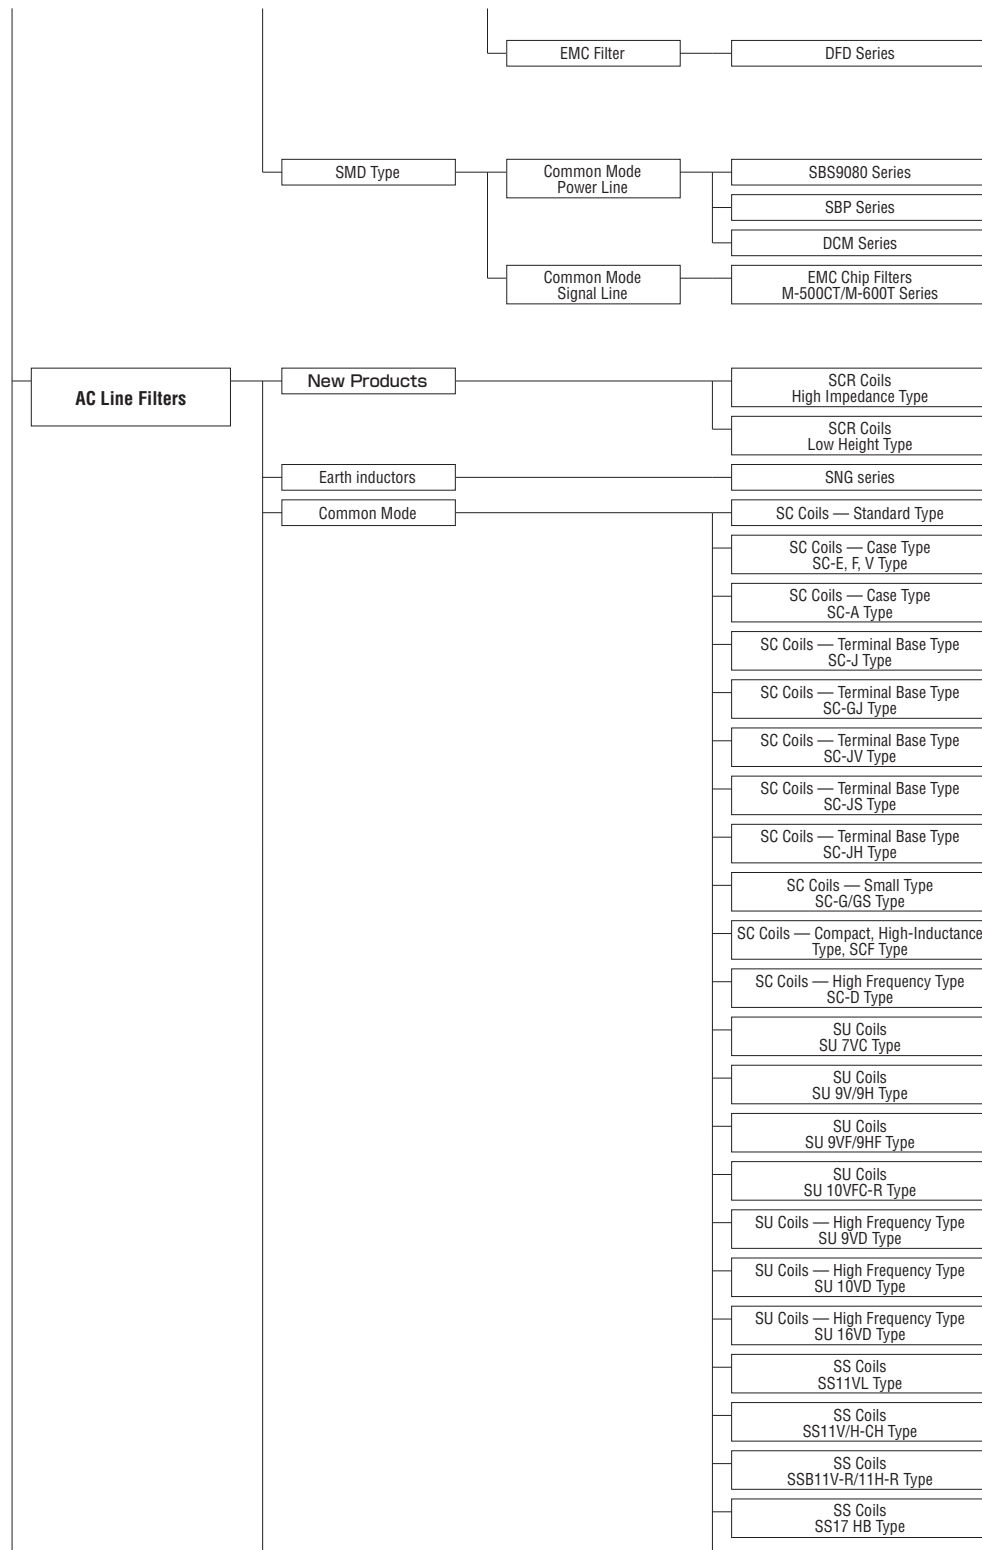 EMC Filter
DFD Series
SMD Type
Common Mode
Power Line
SBS9080 Series
SBP Series
DCM Series
Common Mode
Signal Line
EMC Chip Filters
M-500CT/M-600T Series
AC Line Filters
New Products
SCR Coils
High Impedance Type
SCR Coils
Low Height Type
Earth inductors
SNG series
Common Mode
SC Coils — Standard Type
SC Coils — Case Type
SC-E, F, V Type
SC Coils — Case Type
SC-A Type
SC Coils — Terminal Base Type
SC-J Type
SC Coils — Terminal Base Type
SC-GJ Type
SC Coils — Terminal Base Type
SC-JV Type
SC Coils — Terminal Base Type
SC-JS Type
SC Coils — Terminal Base Type
SC-JH Type
SC Coils — Small Type
SC-G/GS Type
SC Coils — Compact, High-Inductance
Type, SCF Type
SC Coils — High Frequency Type
SC-D Type
SU Coils
SU 7VC Type
SU Coils
SU 9V/9H Type
SU Coils
SU 9VF/9HF Type
SU Coils
SU 10VFC-R Type
SU Coils — High Frequency Type
SU 9VD Type
SU Coils — High Frequency Type
SU 10VD Type
SU Coils — High Frequency Type
SU 16VD Type
SS Coils
SS11VL Type
SS Coils
SS11V/H-CH Type
SS Coils
SSB11V-R/11H-R Type
SS Coils
SS17 HB Type